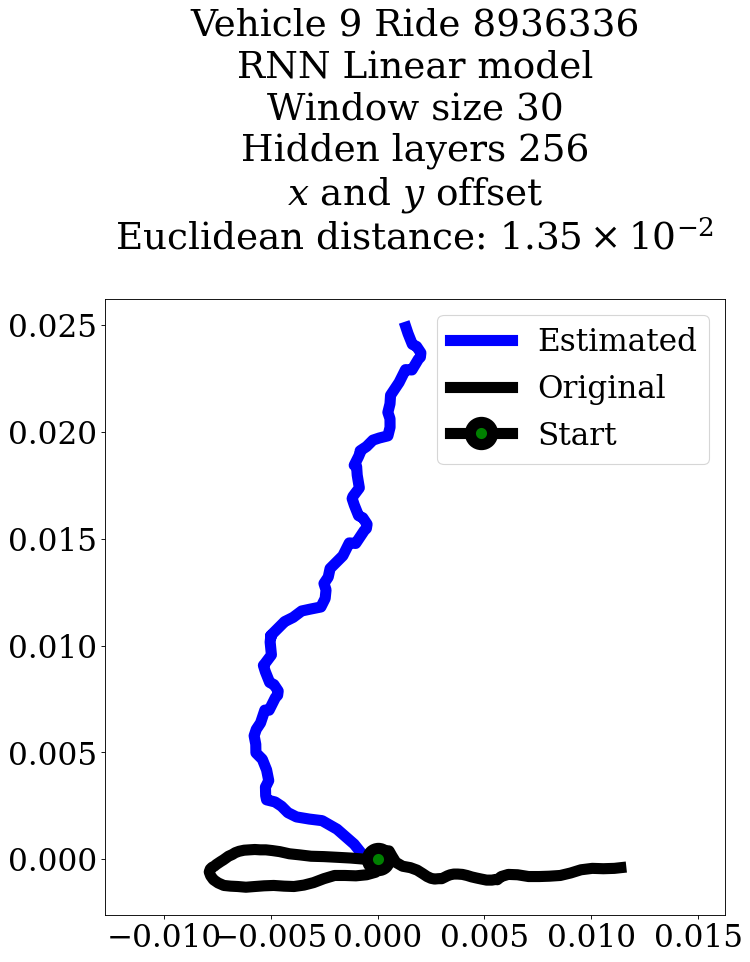 Vehicle 9 Ride 8936336
RNN Linear model
Window size 30
Hidden layers 256
x and y offset
Euclidean distance: 1.35 × 10⁻²
Estimated
Original
Start
0.025
0.020
0.015
0.010
0.005
0.000
−0.010 −0.005 0.000 0.005 0.010 0.015